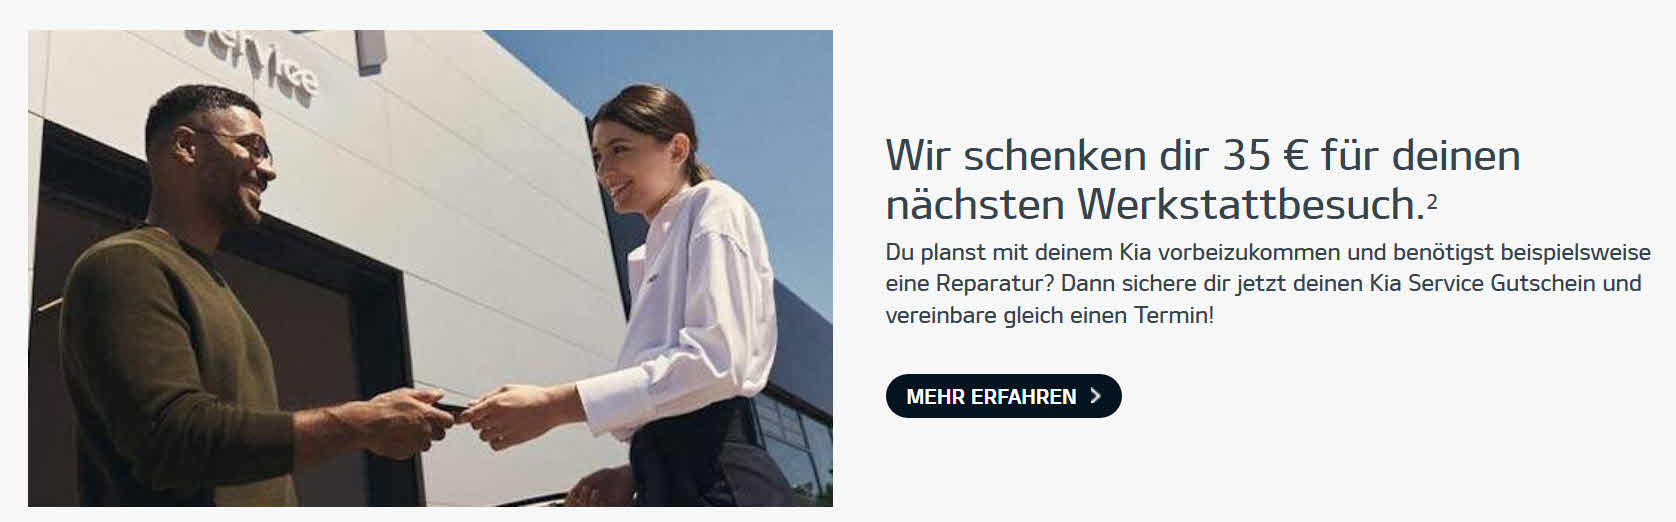 service
Wir schenken dir 35 € für deinen
nächsten Werkstattbesuch.²
Du planst mit deinem Kia vorbeizukommen und benötigst beispielsweise
eine Reparatur? Dann sichere dir jetzt deinen Kia Service Gutschein und
vereinbare gleich einen Termin!
MEHR ERFAHREN >